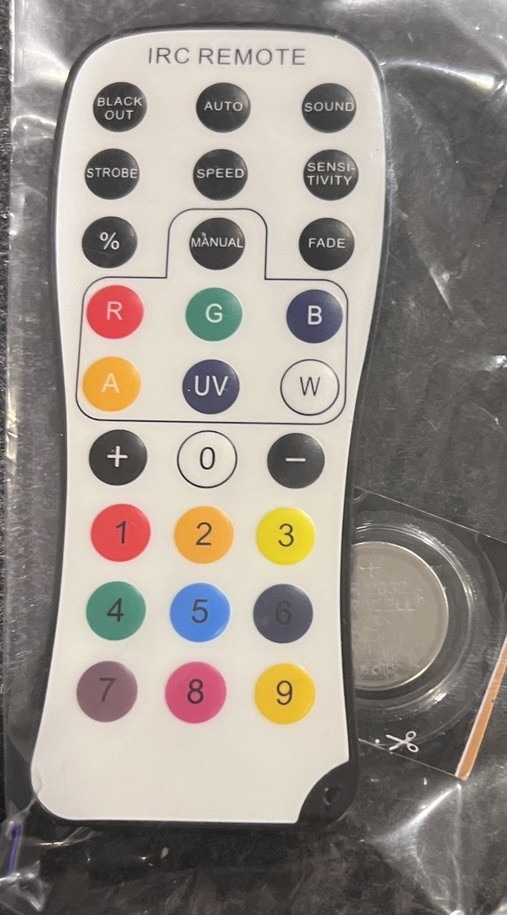 IRC REMOTE
BLACK
OUT
AUTO
SOUND
STROBE
SPEED
SENSI-
TIVITY
%
MANUAL
FADE
R
G
B
A
UV
W
+
0
−
1
2
3
4
5
6
7
8
9
+